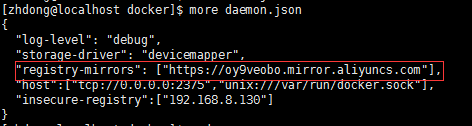 [zhdong@localhost docker]$ more daemon.json
{
"log-level": "debug",
"storage-driver": "devicemapper",
"registry-mirrors": ["https://oy9veobo.mirror.aliyuncs.com"],
"host":["tcp://0.0.0.0:2375","unix:///var/run/docker.sock"],
"insecure-registry":["192.168.8.130"]
}